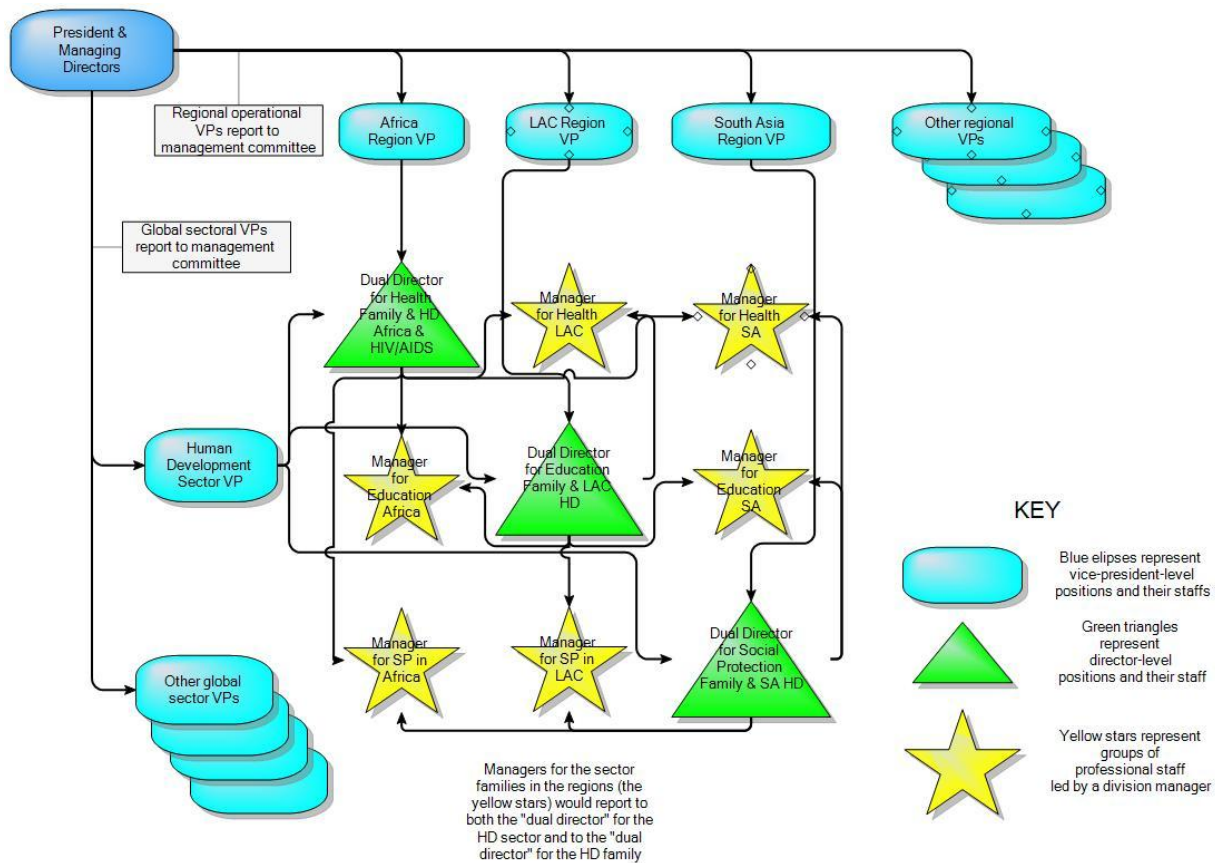 President &
Managing
Directors
Regional operational
VPs report to
management committee
Africa
Region VP
LAC Region
VP
South Asia
Region VP
Other regional
VPs
Global sectoral VPs
report to management
committee
Dual Director
for Health
Family & HD
Africa &
HIV/AIDS
Manager
for Health
LAC
Manager
for Health
SA
Human
Development
Sector VP
Manager
for
Education
Africa
Dual Director
for Education
Family & LAC
HD
Manager
for
Education
SA
Manager
for SP in
Africa
Manager
for SP in
LAC
Dual Director
for Social
Protection
Family & SA HD
Other global
sector VPs
Managers for the sector
families in the regions (the
yellow stars) would report to
both the "dual director" for the
HD sector and to the "dual
director" for the HD family
KEY
Blue elipses represent
vice-president-level
positions and their staffs
Green triangles
represent
director-level
positions and their staff
Yellow stars represent
groups of
professional staff
led by a division manager